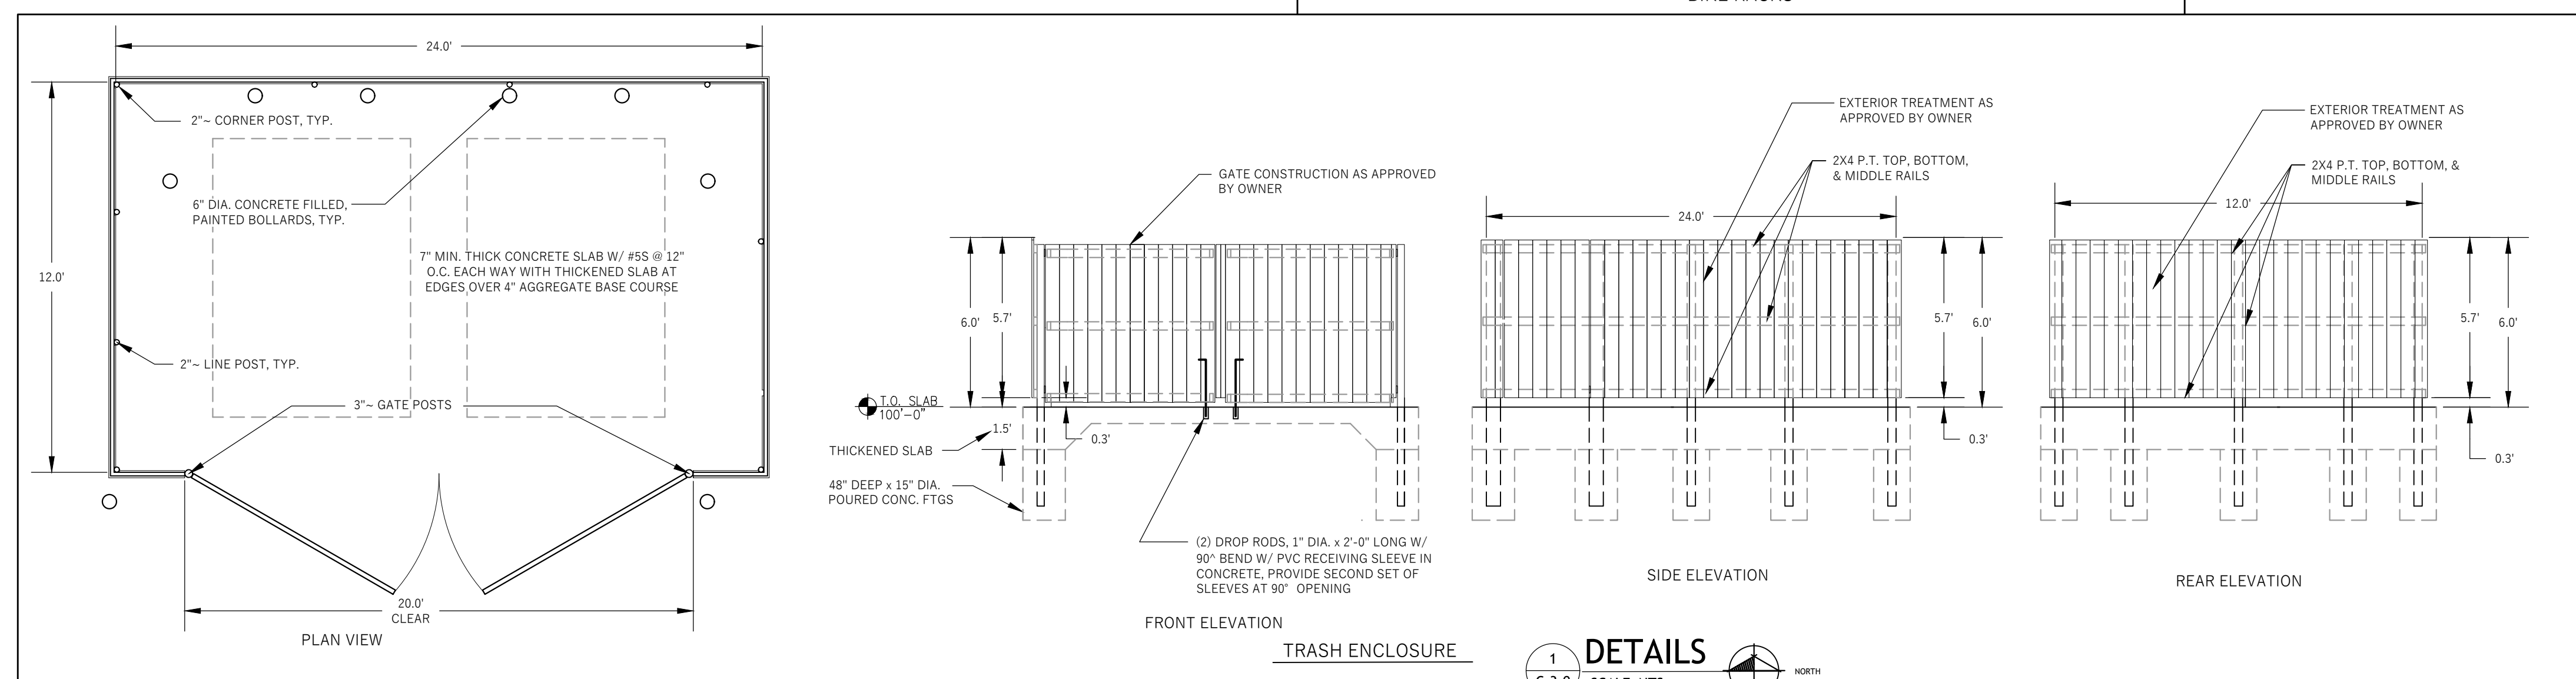 24.0'
12.0'
2"~ CORNER POST, TYP.
6" DIA. CONCRETE FILLED,
PAINTED BOLLARDS, TYP.
7" MIN. THICK CONCRETE SLAB W/ #5S @ 12"
O.C. EACH WAY WITH THICKENED SLAB AT
EDGES OVER 4" AGGREGATE BASE COURSE
2"~ LINE POST, TYP.
3"~ GATE POSTS
20.0'
CLEAR
PLAN VIEW
GATE CONSTRUCTION AS APPROVED
BY OWNER
6.0'
5.7'
T.O. SLAB
100'-0"
1.5'
0.3'
THICKENED SLAB
48" DEEP x 15" DIA.
POURED CONC. FTGS
(2) DROP RODS, 1" DIA. x 2'-0" LONG W/
90^ BEND W/ PVC RECEIVING SLEEVE IN
CONCRETE, PROVIDE SECOND SET OF
SLEEVES AT 90° OPENING
FRONT ELEVATION
EXTERIOR TREATMENT AS
APPROVED BY OWNER
2X4 P.T. TOP, BOTTOM,
& MIDDLE RAILS
24.0'
5.7'
6.0'
0.3'
SIDE ELEVATION
EXTERIOR TREATMENT AS
APPROVED BY OWNER
2X4 P.T. TOP, BOTTOM, &
MIDDLE RAILS
12.0'
5.7'
6.0'
0.3'
REAR ELEVATION
TRASH ENCLOSURE
1
DETAILS
NORTH